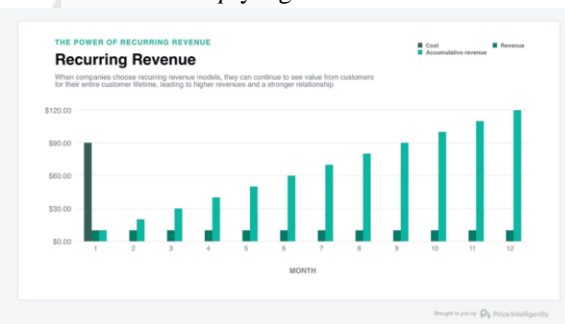 THE POWER OF RECURRING REVENUE
Recurring Revenue
When companies choose recurring revenue models, they can continue to see value from customers
for their entire customer lifetime, leading to higher revenues and a stronger relationship
Cost
Revenue
Accumulative revenue
$120.00
$90.00
$60.00
$30.00
$0.00
1 2 3 4 5 6 7 8 9 10 11 12
MONTH
Brought to you by Price Intelligently